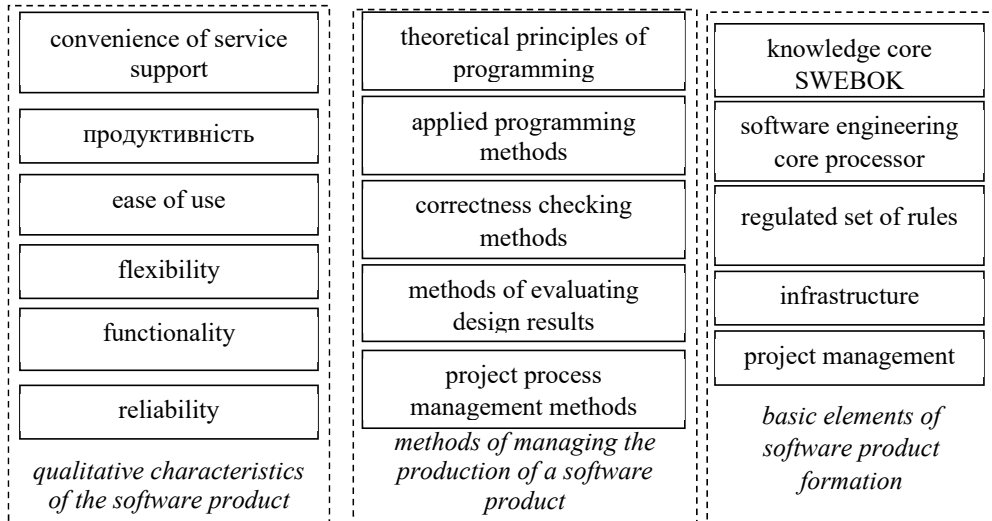 convenience of service
support
продуктивність
ease of use
flexibility
functionality
reliability
qualitative characteristics
of the software product
theoretical principles of
programming
applied programming
methods
correctness checking
methods
methods of evaluating
design results
project process
management methods
methods of managing the
production of a software
product
knowledge core
SWEBOK
software engineering
core processor
regulated set of rules
infrastructure
project management
basic elements of
software product
formation